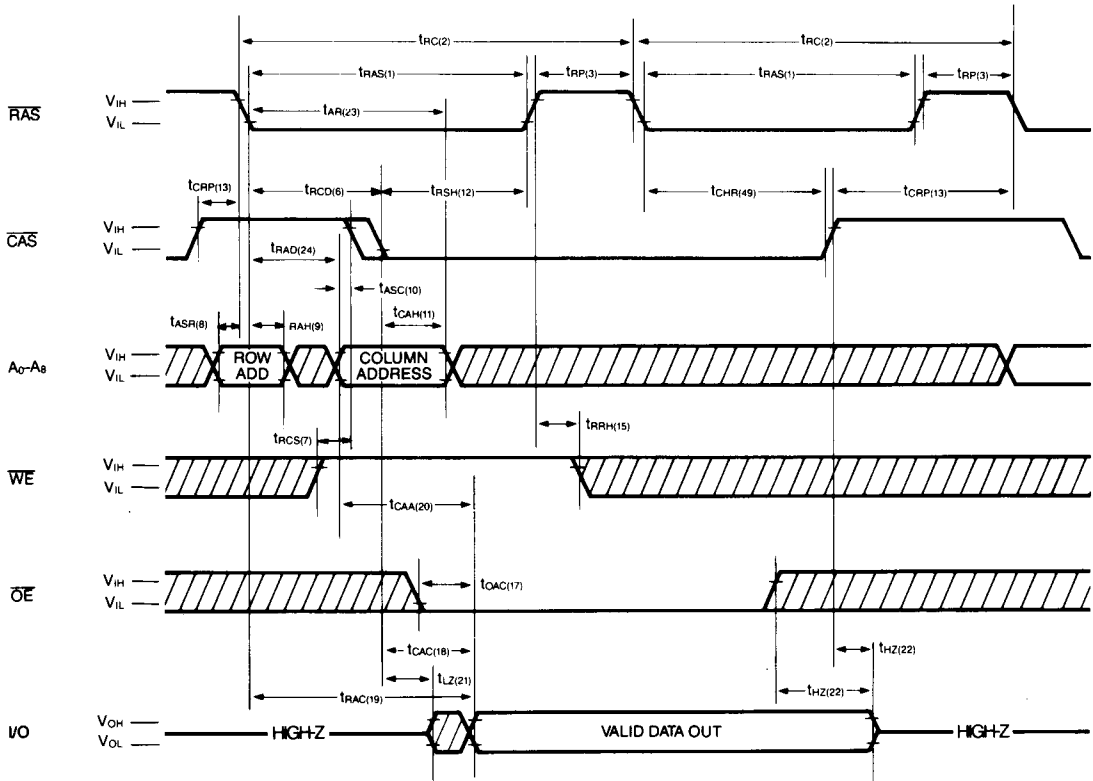 tRC(2) tRC(2)
tRAS(1) tRP(3) tRAS(1) tRP(3)
RAS VIH
VIL
tAR(23)
tCRP(13) tRCD(6) tRSH(12) tCHR(49) tCRP(13)
CAS VIH
VIL
tRAD(24)
tASC(10)
tCAH(11)
tASR(8) RAH(9)
A0–A8 VIH
VIL
ROW ADD
COLUMN ADDRESS
tRCS(7) tRRH(15)
WE VIH
VIL
tCAA(20)
OE VIH
VIL
tOAC(17)
tCAC(18) tHZ(22)
tLZ(21)
tRAC(19) tHZ(22)
I/O VOH
VOL
HIGH-Z VALID DATA OUT HIGH-Z